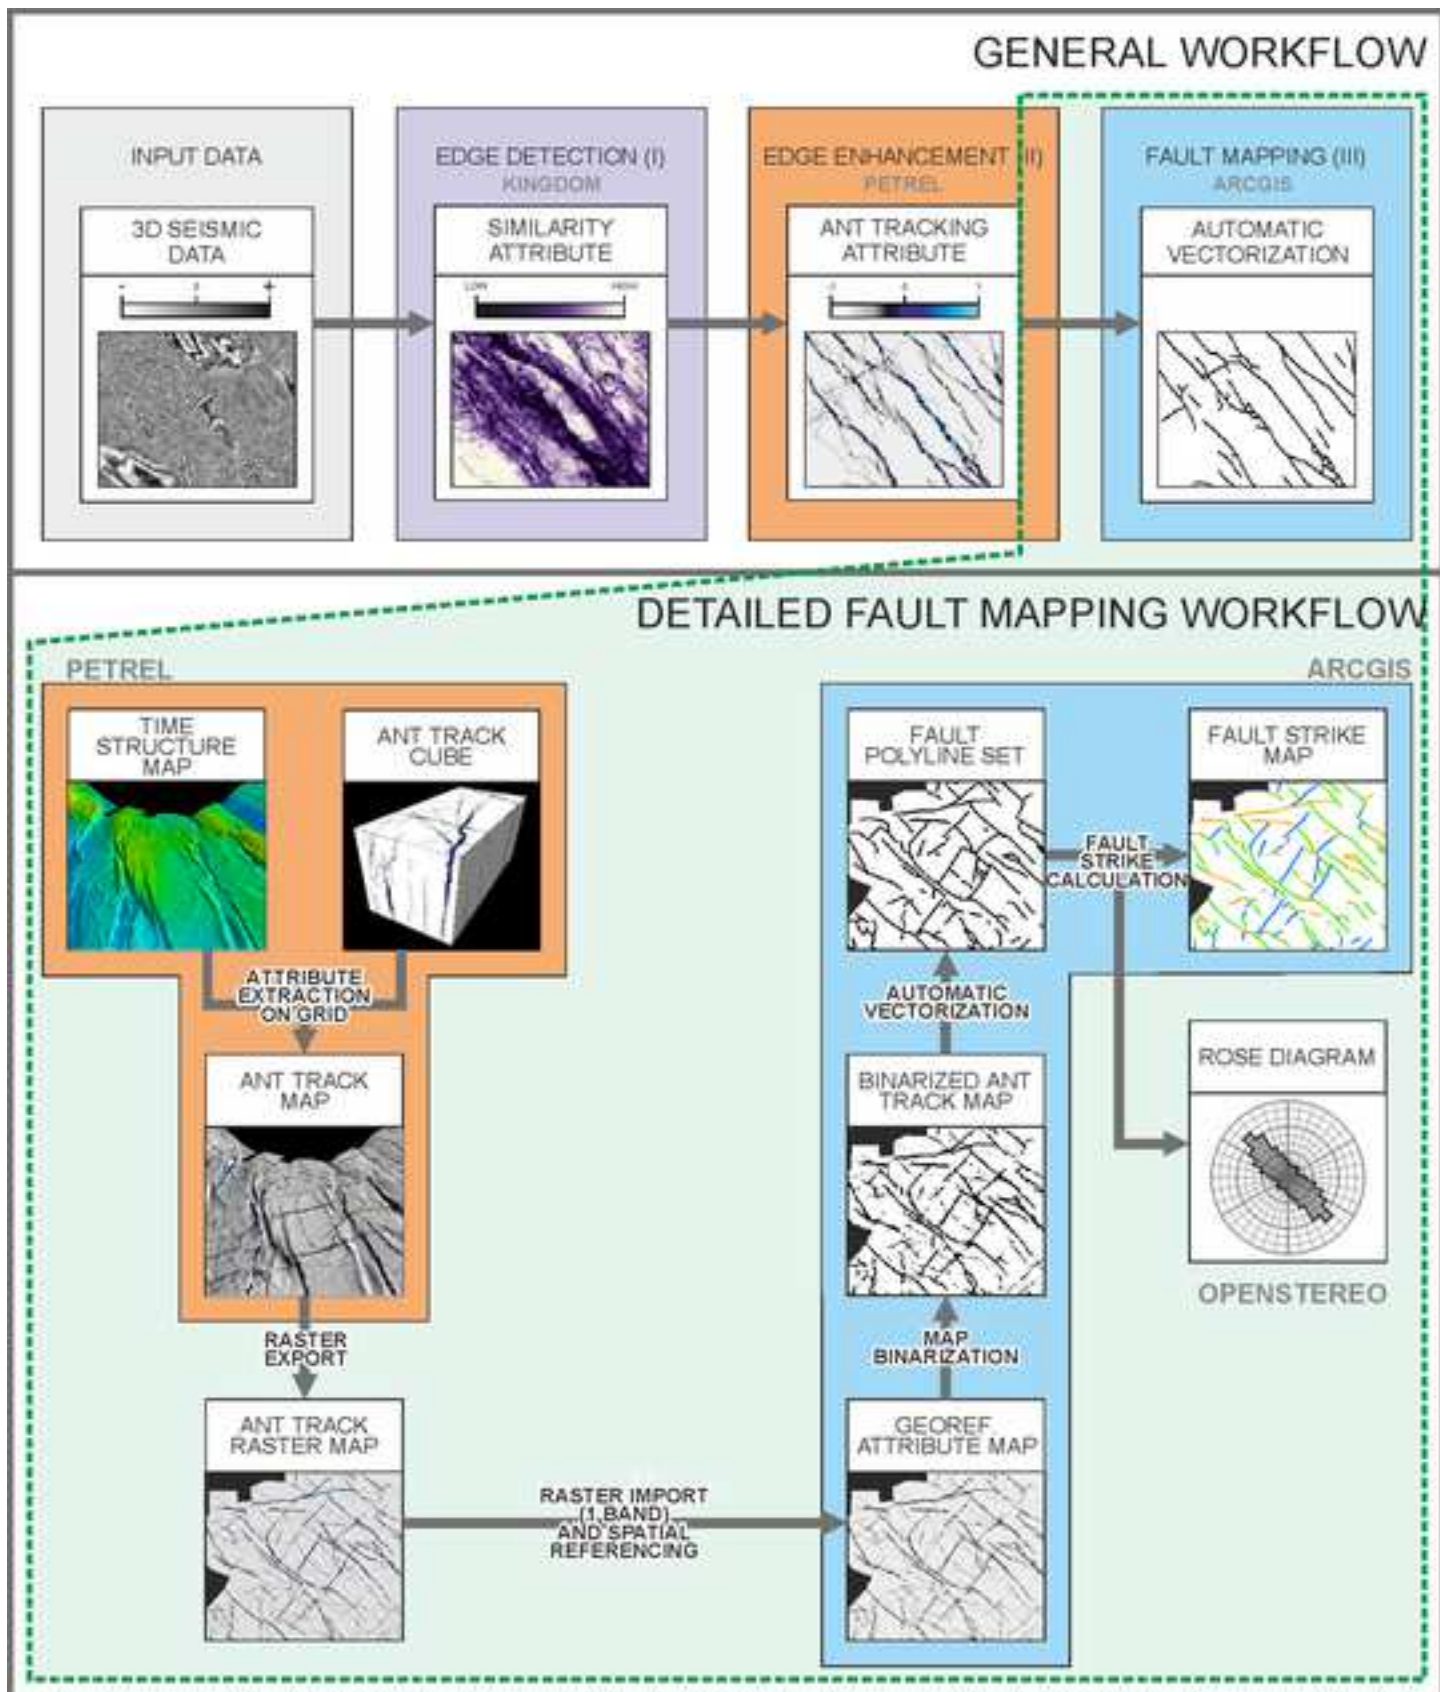 GENERAL WORKFLOW
INPUT DATA
3D SEISMIC
DATA
EDGE DETECTION (I)
KINGDOM
SIMILARITY
ATTRIBUTE
LOW
HIGH
EDGE ENHANCEMENT (II)
PETREL
ANT TRACKING
ATTRIBUTE
FAULT MAPPING (III)
ARCGIS
AUTOMATIC
VECTORIZATION
DETAILED FAULT MAPPING WORKFLOW
PETREL
TIME
STRUCTURE
MAP
ANT TRACK
CUBE
ATTRIBUTE
EXTRACTION
ON GRID
ANT TRACK
MAP
RASTER
EXPORT
ANT TRACK
RASTER MAP
RASTER IMPORT
(1 BAND)
AND SPATIAL
REFERENCING
ARCGIS
FAULT
POLYLINE SET
FAULT STRIKE
MAP
FAULT
STRIKE
CALCULATION
AUTOMATIC
VECTORIZATION
BINARIZED ANT
TRACK MAP
ROSE DIAGRAM
OPENSTEREO
MAP
BINARIZATION
GEOREF.
ATTRIBUTE MAP